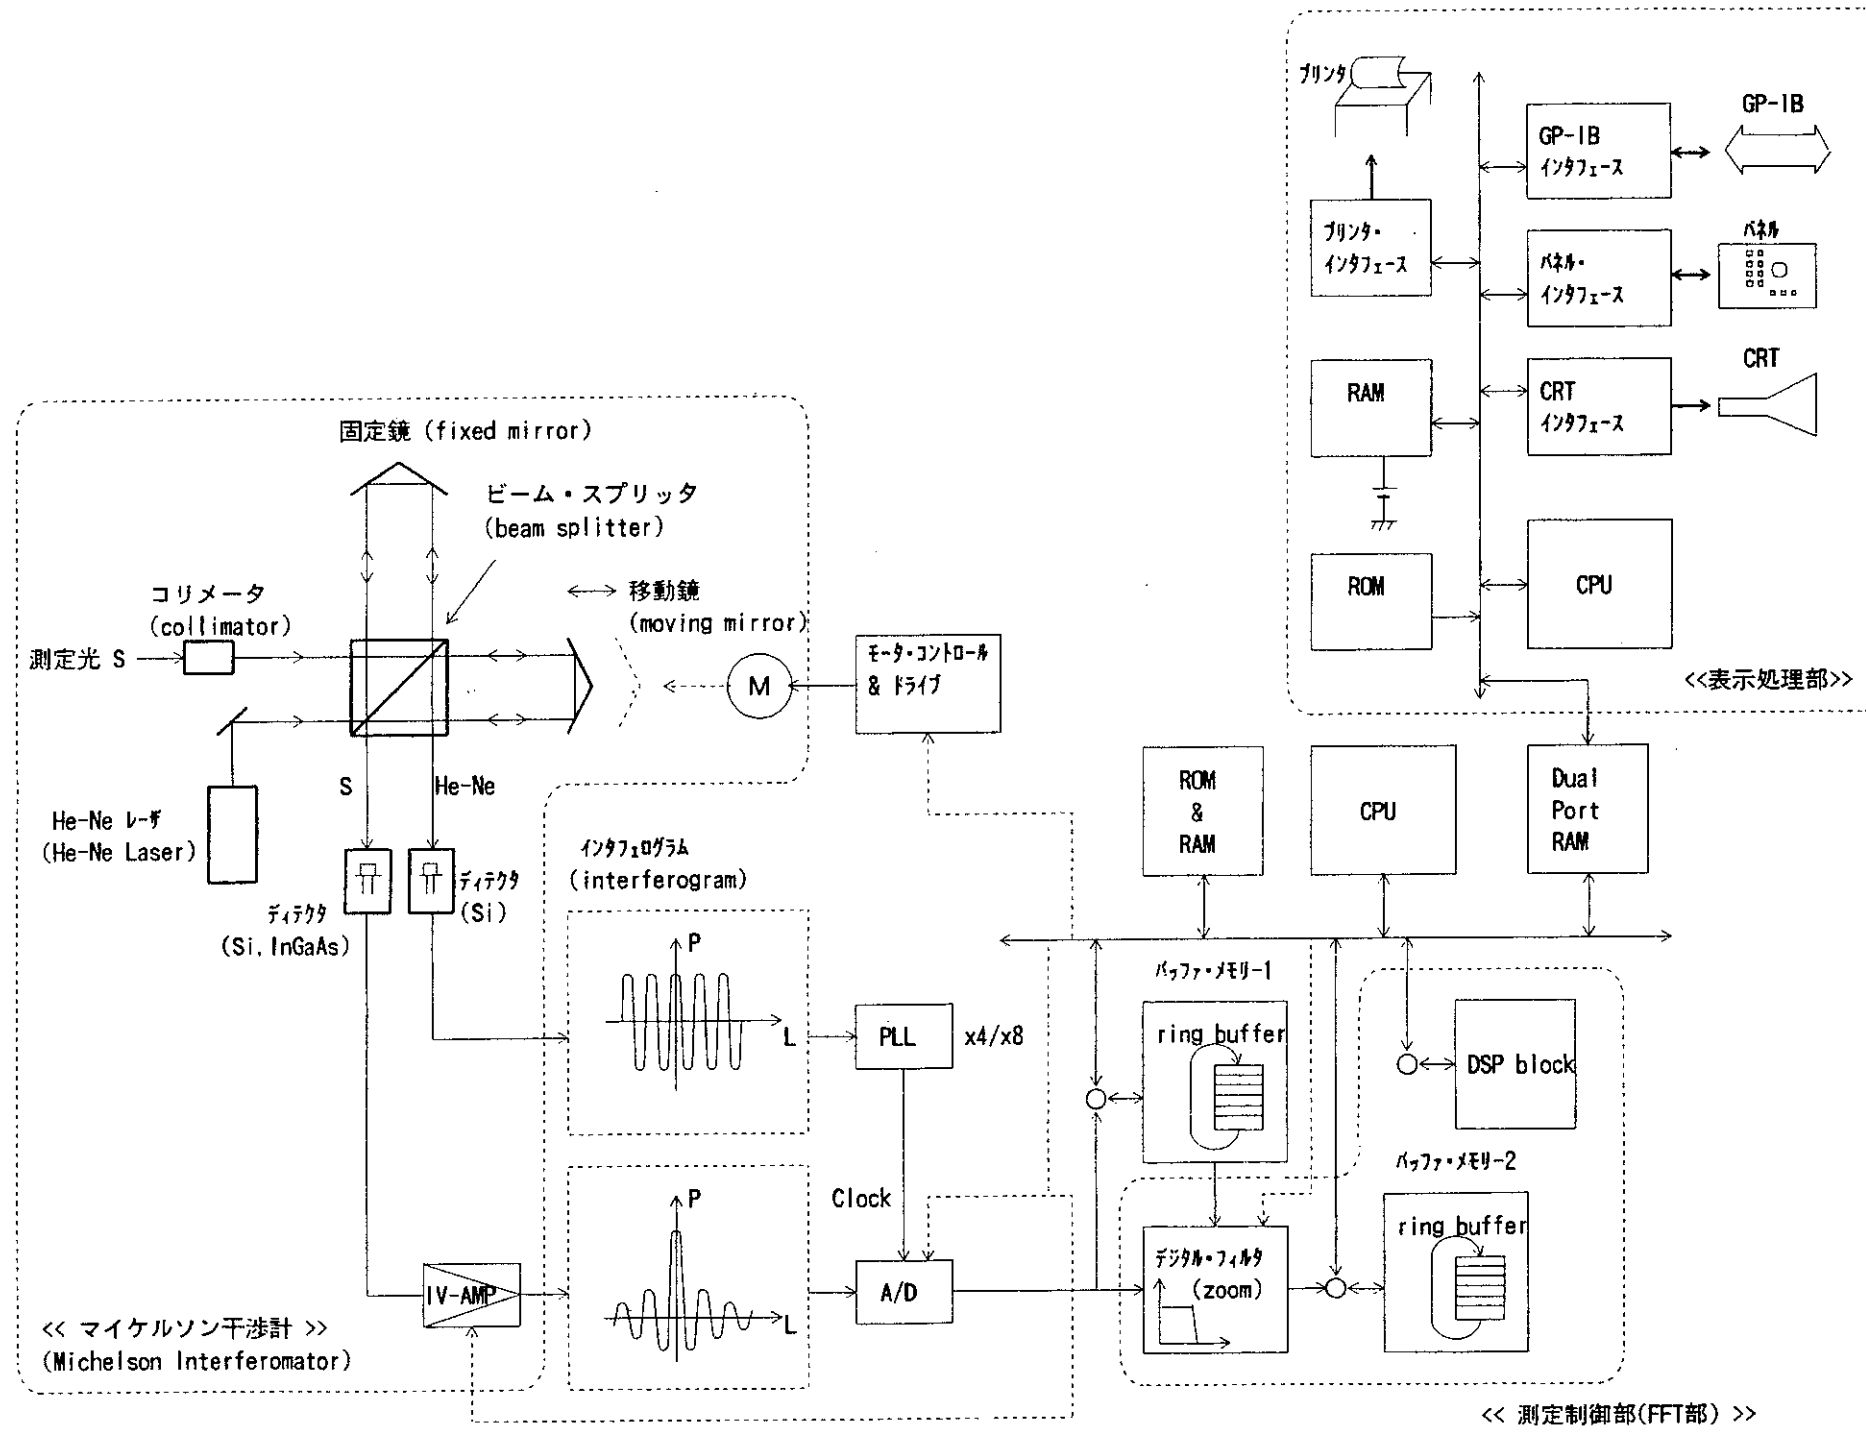 プリンタ
GP-IB
GP-IB
インタフェース
プリンタ・
インタフェース
パネル
パネル・
インタフェース
CRT
RAM
CRT
インタフェース
ROM
CPU
<<表示処理部>>
固定鏡 (fixed mirror)
ビーム・スプリッタ
(beam splitter)
コリメータ
(collimator)
測定光 S
移動鏡
(moving mirror)
M
モータ・コントロール
& ドライブ
S
He-Ne
He-Ne レーザ
(He-Ne Laser)
ディテクタ
(Si)
ディテクタ
(Si,InGaAs)
インタフェログラム
(interferogram)
P
L
PLL
x4/x8
Clock
P
L
A/D
IV-AMP
<< マイケルソン干渉計 >>
(Michelson Interferomator)
ROM
&
RAM
CPU
Dual
Port
RAM
バッファ・メモリー1
ring buffer
DSP block
バッファ・メモリー2
ring buffer
デジタル・フィルタ
(zoom)
<< 測定制御部(FFT部) >>